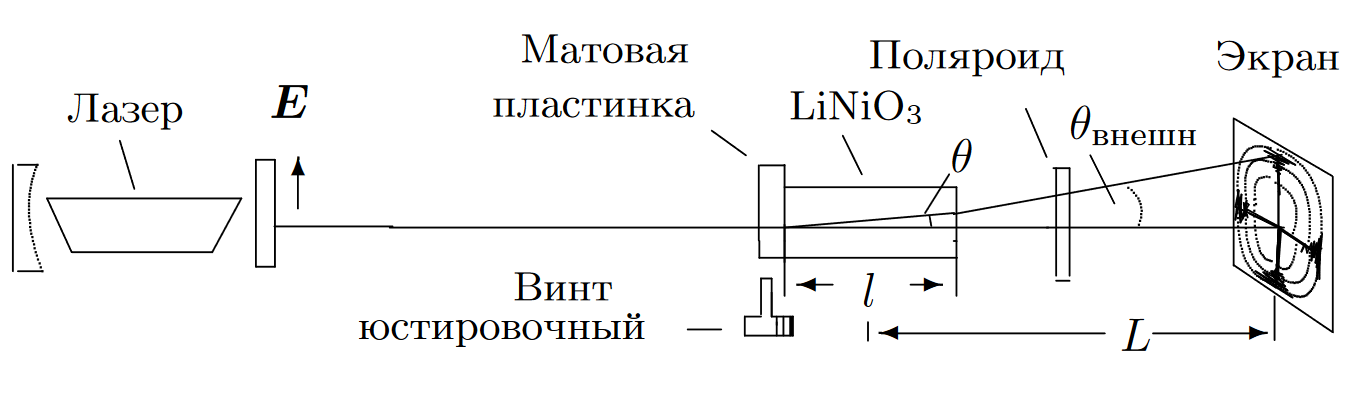 Матовая
пластинка
Поляроид
Экран
Лазер
E
LiNiO₃
θ
θвнешн
l
Винт
юстировочный
L